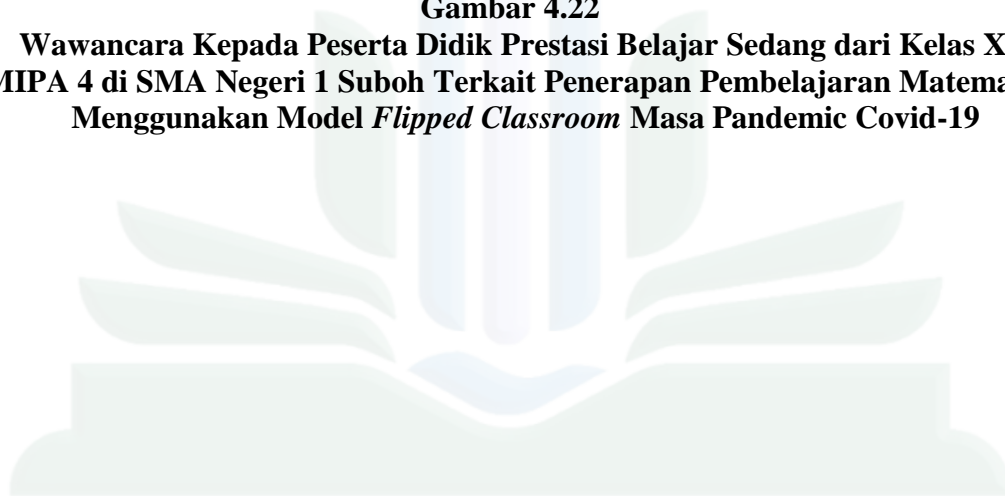 Gambar 4.22
Wawancara Kepada Peserta Didik Prestasi Belajar Sedang dari Kelas X
MIPA 4 di SMA Negeri 1 Suboh Terkait Penerapan Pembelajaran Matema
Menggunakan Model Flipped Classroom Masa Pandemic Covid-19